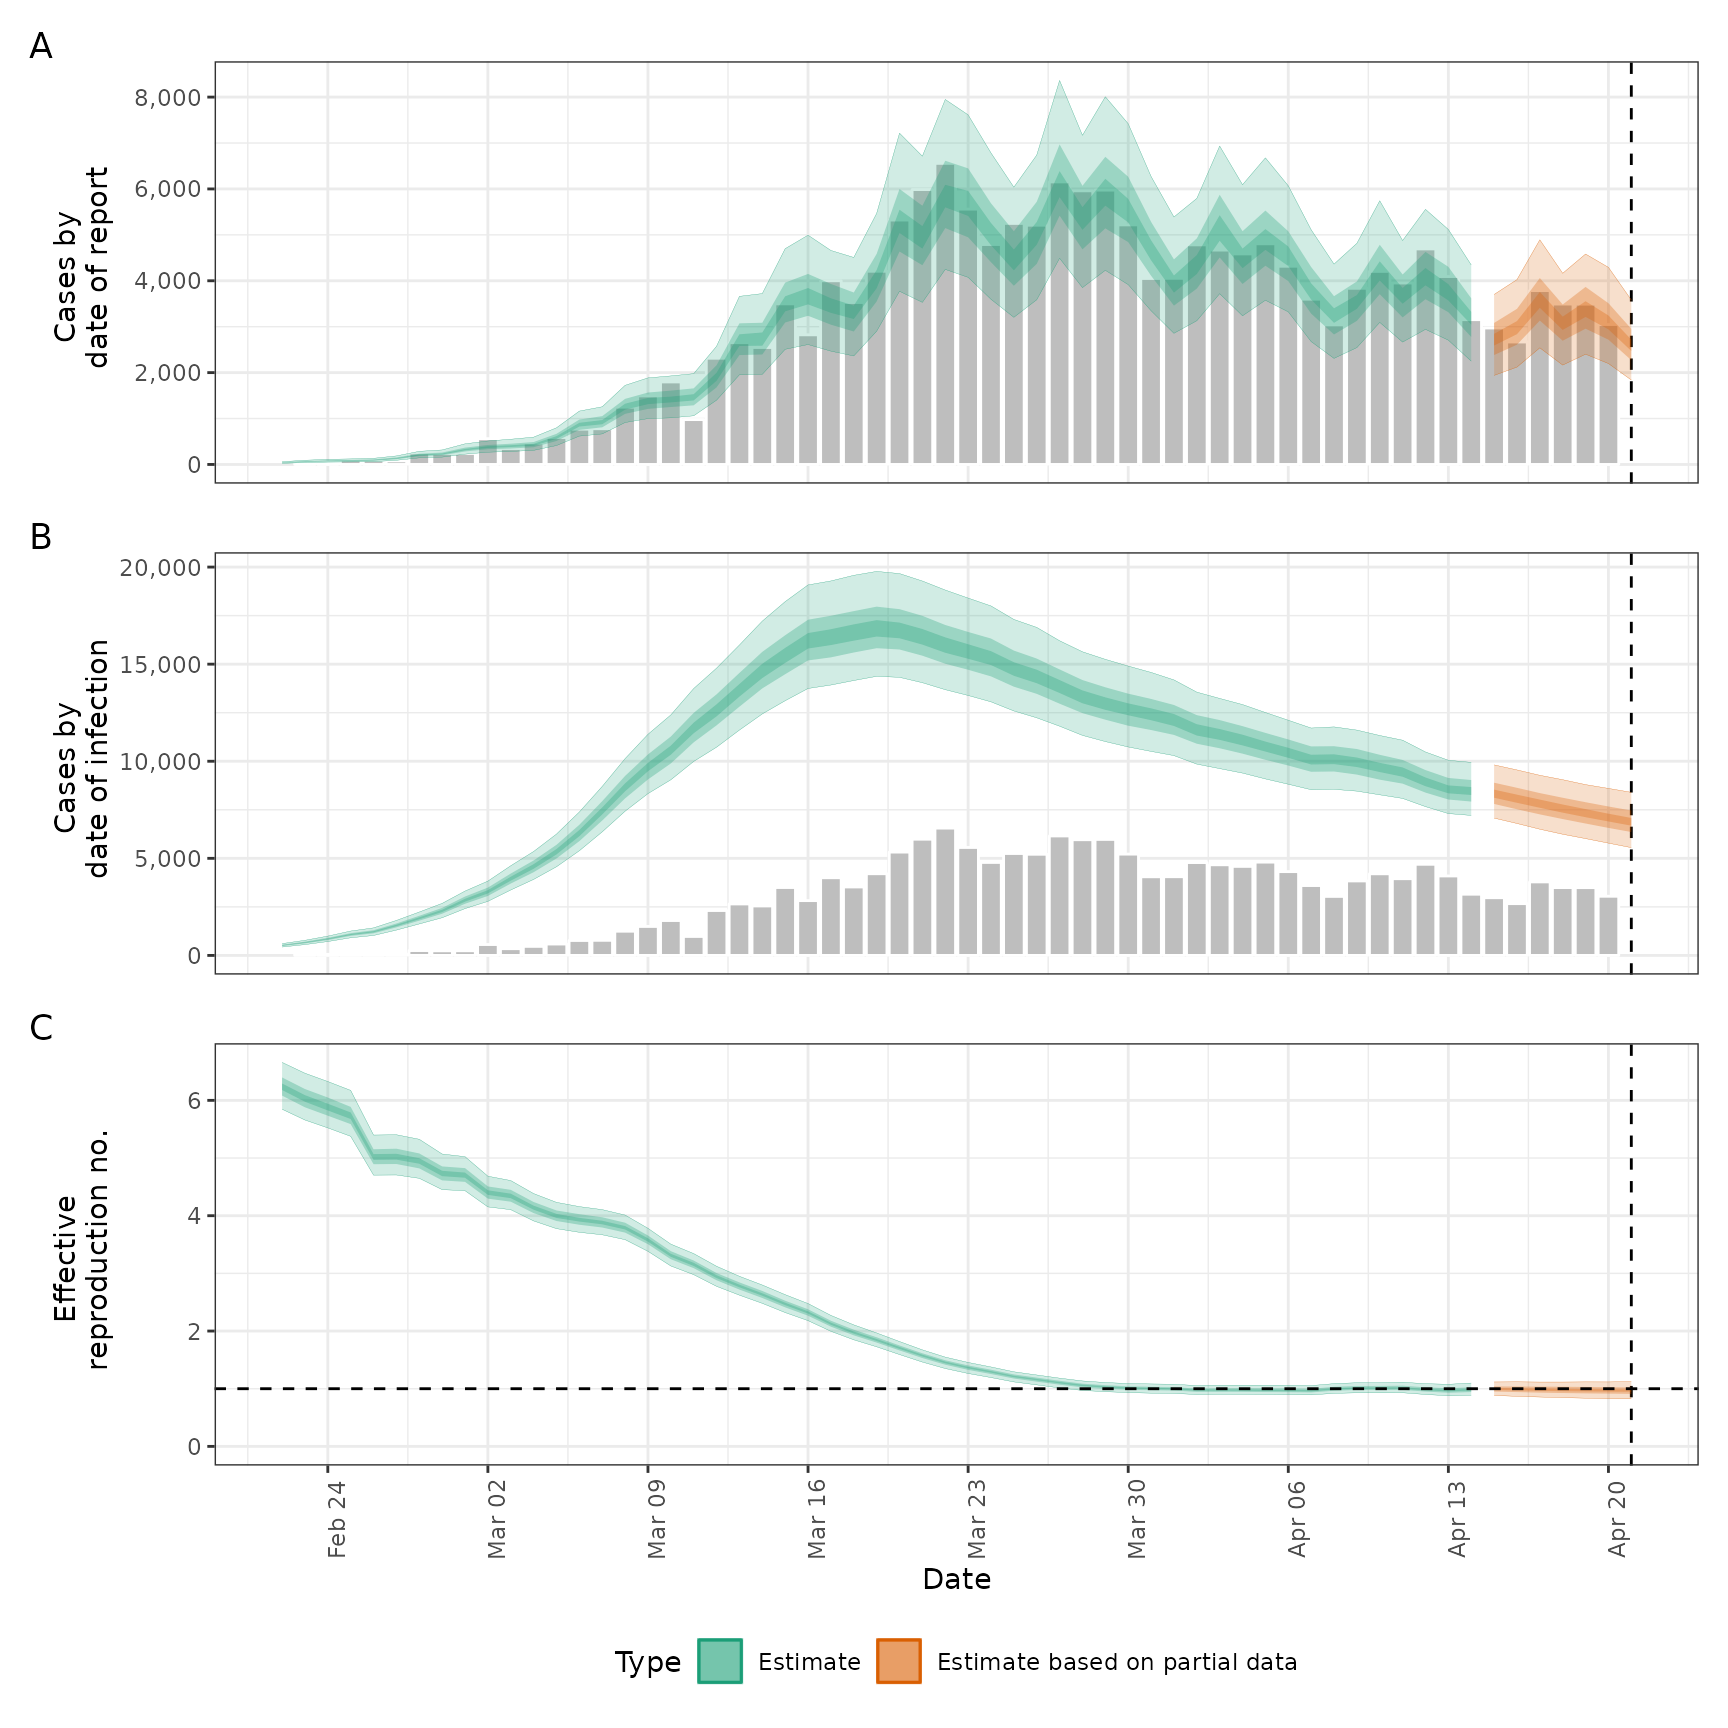 A
Cases by
date of report
8,000
6,000
4,000
2,000
0
B
Cases by
date of infection
20,000
15,000
10,000
5,000
0
C
Effective
reproduction no.
6
4
2
0
Feb 24
Mar 02
Mar 09
Mar 16
Mar 23
Mar 30
Apr 06
Apr 13
Apr 20
Date
Type
Estimate
Estimate based on partial data